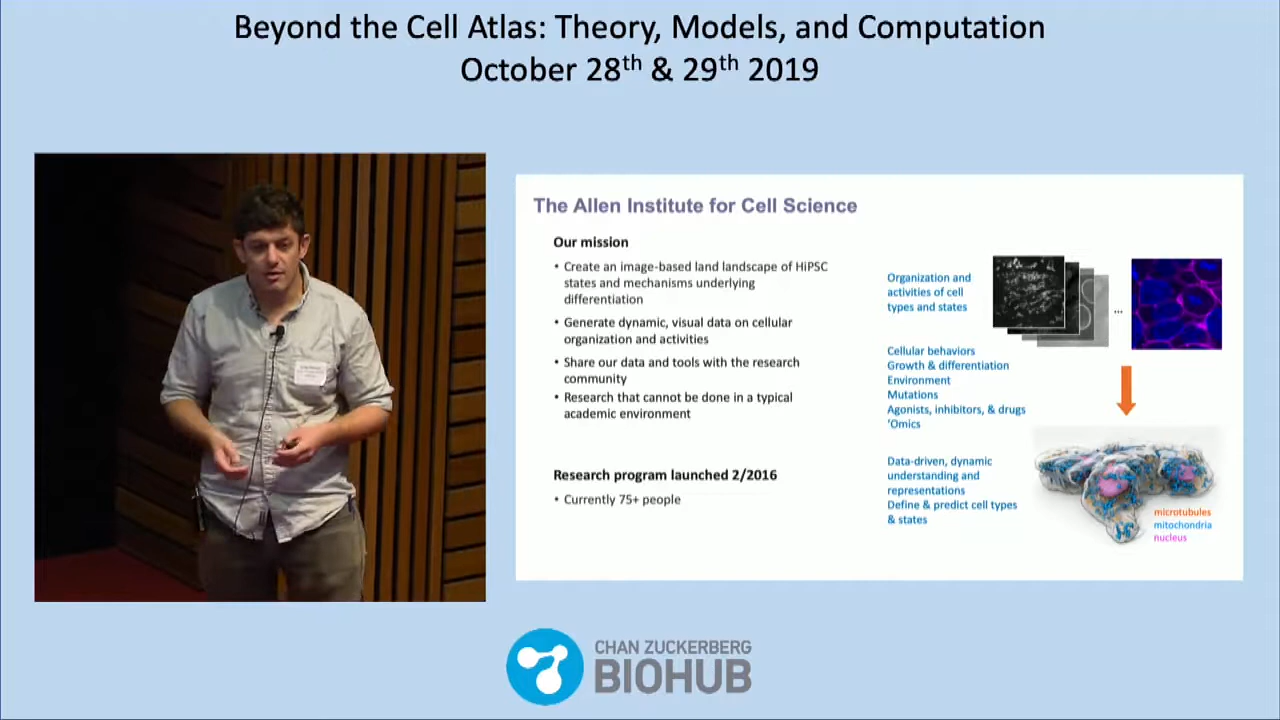 Beyond the Cell Atlas: Theory, Models, and Computation
October 28th & 29th 2019
The Allen Institute for Cell Science
Our mission
• Create an image-based land landscape of HiPSC
states and mechanisms underlying
differentiation
• Generate dynamic, visual data on cellular
organization and activities
• Share our data and tools with the research
community
• Research that cannot be done in a typical
academic environment
Research program launched 2/2016
• Currently 75+ people
Organization and
activities of cell
types and states
...
Cellular behaviors
Growth & differentiation
Environment
Mutations
Agonists, inhibitors, & drugs
'Omics
Data-driven, dynamic
understanding and
representations
Define & predict cell types
& states
microtubules
mitochondria
nucleus
CHAN ZUCKERBERG
BIOHUB